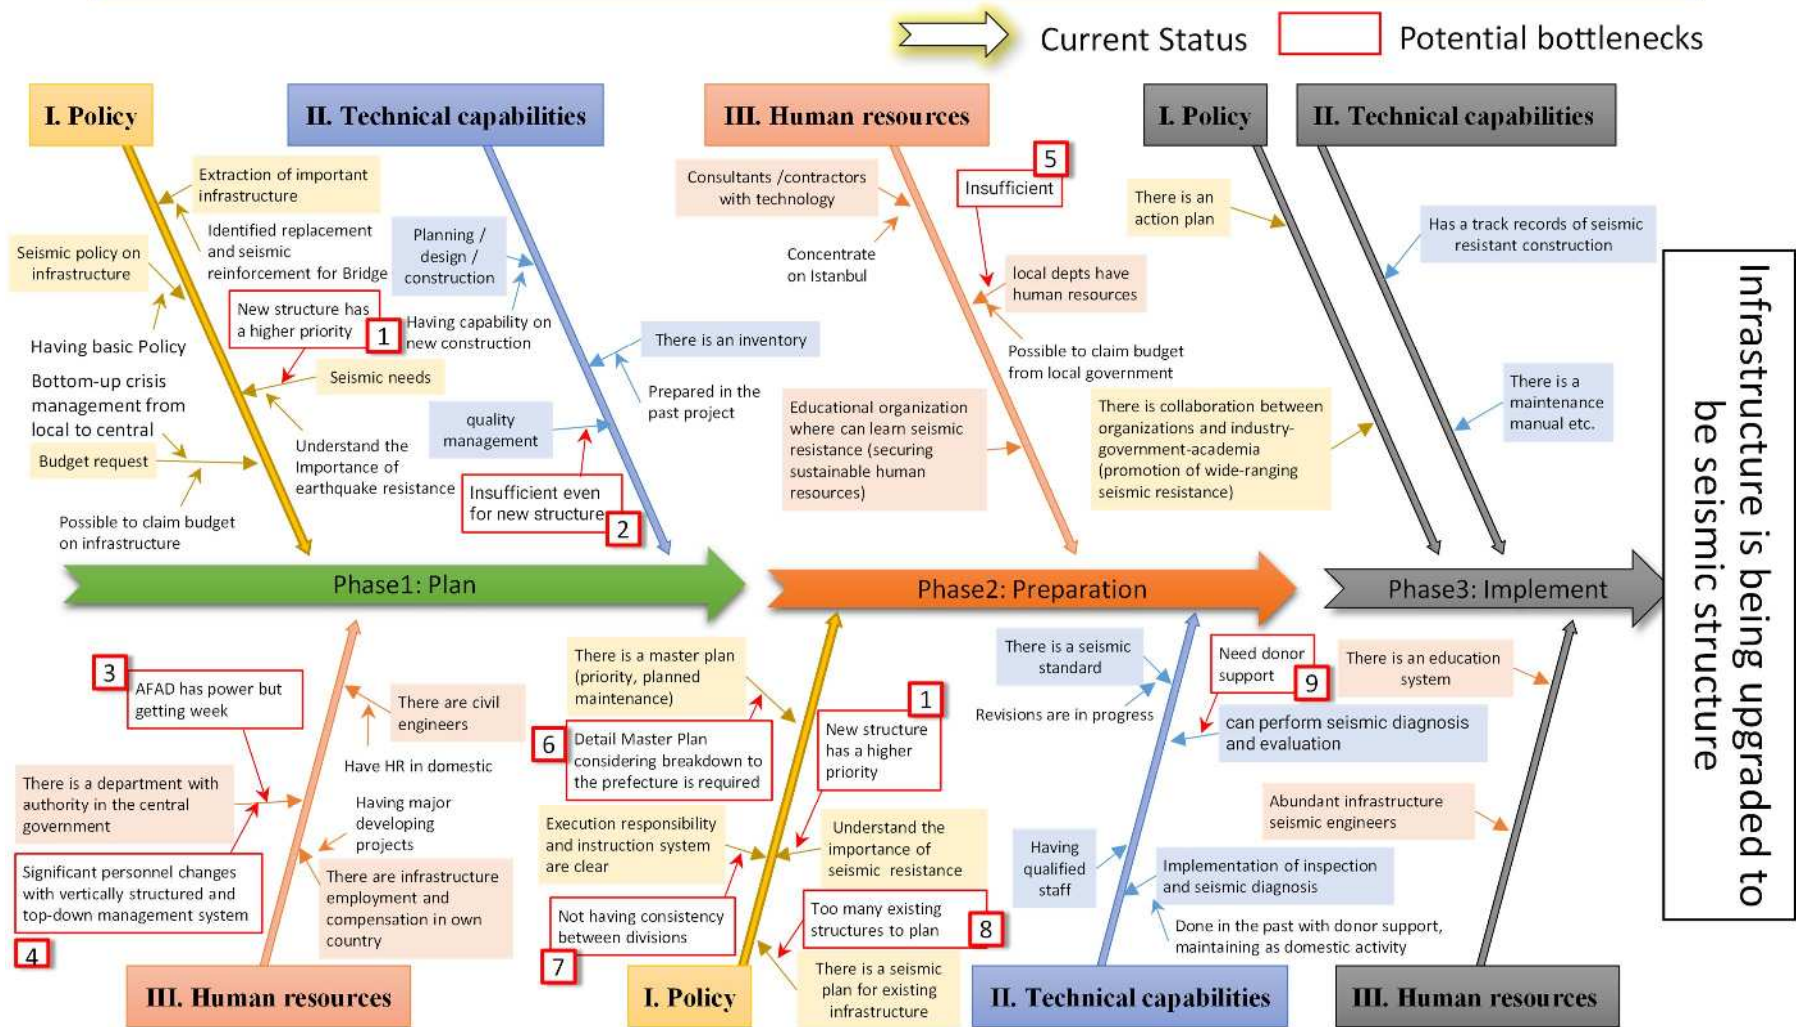 Current Status
Potential bottlenecks
I. Policy
II. Technical capabilities
III. Human resources
I. Policy
II. Technical capabilities
Extraction of important
infrastructure
Identified replacement
and seismic
reinforcement for Bridge
Seismic policy on
infrastructure
New structure has
a higher priority
1
Having basic Policy
Seismic needs
Bottom-up crisis
management from
local to central
Budget request
Understand the
Importance of
earthquake resistance
Possible to claim budget
on infrastructure
Planning /
design /
construction
Having capability on
new construction
There is an inventory
Prepared in the
past project
quality
management
Insufficient even
for new structure
2
Consultants /contractors
with technology
Concentrate
on Istanbul
5
Insufficient
local depts have
human resources
Possible to claim budget
from local government
Educational organization
where can learn seismic
resistance (securing
sustainable human
resources)
There is an
action plan
There is collaboration between
organizations and industry-
government-academia
(promotion of wide-ranging
seismic resistance)
Has a track records of seismic
resistant construction
There is a
maintenance
manual etc.
Phase1: Plan
Phase2: Preparation
Phase3: Implement
Infrastructure is being upgraded to
be seismic structure
3
AFAD has power but
getting week
There are civil
engineers
Have HR in domestic
There is a department with
authority in the central
government
Having major
developing
projects
Significant personnel changes
with vertically structured and
top-down management system
4
There are infrastructure
employment and
compensation in own
country
III. Human resources
There is a master plan
(priority, planned
maintenance)
6
Detail Master Plan
considering breakdown to
the prefecture is required
1
New structure
has a higher
priority
Execution responsibility
and instruction system
are clear
Understand the
importance of
seismic resistance
Not having consistency
between divisions
7
Too many existing
structures to plan
8
There is a seismic
plan for existing
infrastructure
I. Policy
There is a seismic
standard
Revisions are in progress
Need donor
support
9
can perform seismic diagnosis
and evaluation
Having
qualified
staff
Implementation of inspection
and seismic diagnosis
Done in the past with donor support,
maintaining as domestic activity
II. Technical capabilities
There is an education
system
Abundant infrastructure
seismic engineers
III. Human resources